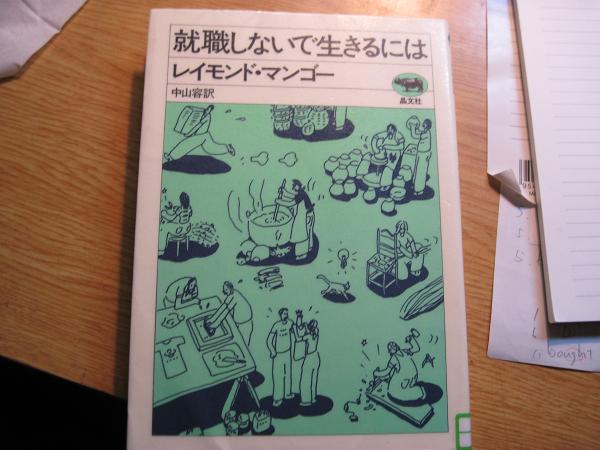 就職しないで生きるには
レイモンド・マンゴー
中山容訳
晶文社
bought